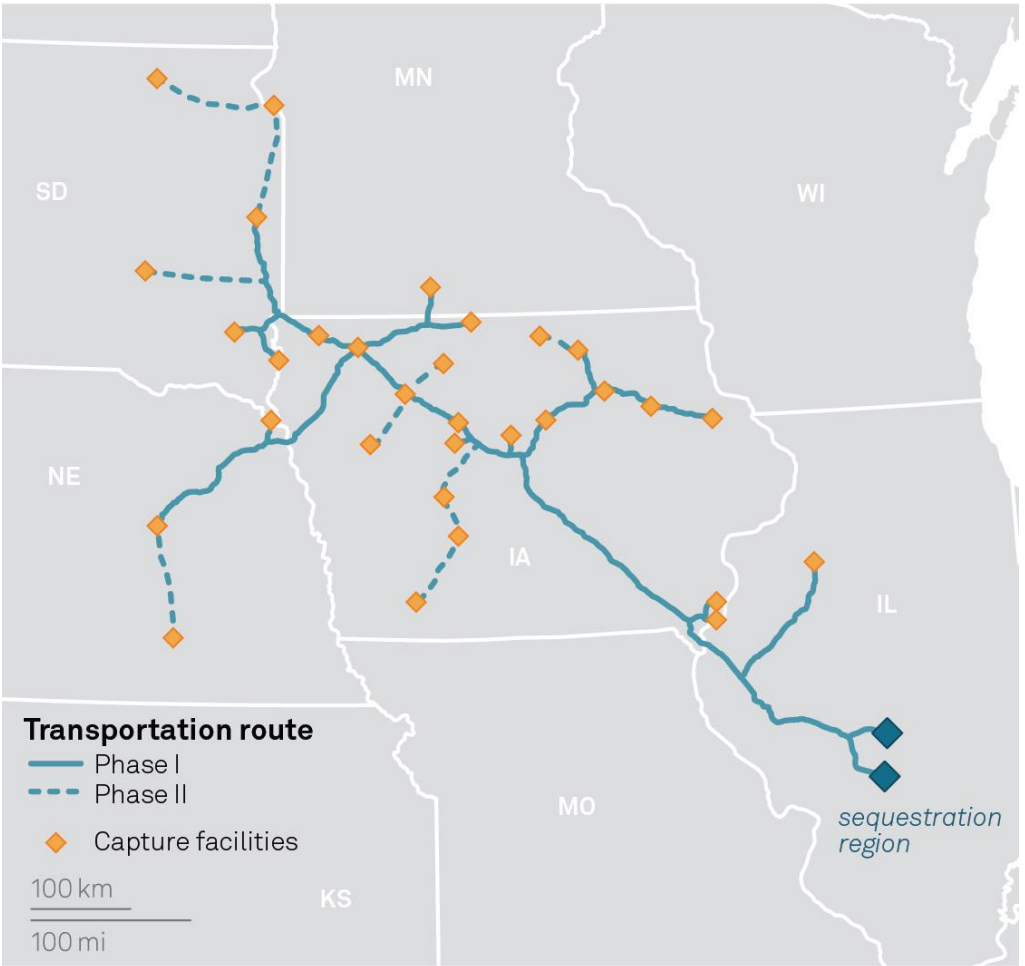 MN
SD
WI
NE
IA
IL
Transportation route
Phase I
Phase II
MO
sequestration
region
Capture facilities
100 km
KS
100 mi